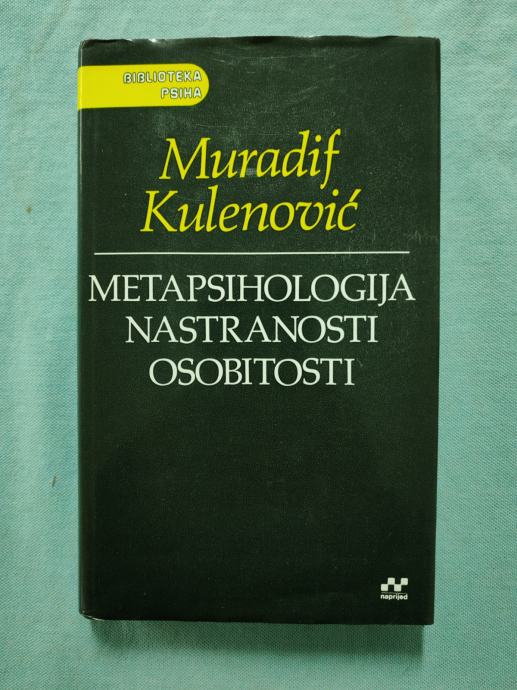 BIBLIOTEKA
PSIHA
Muradif
Kulenović
METAPSIHOLOGIJA
NASTRANOSTI
OSOBITOSTI
naprijed